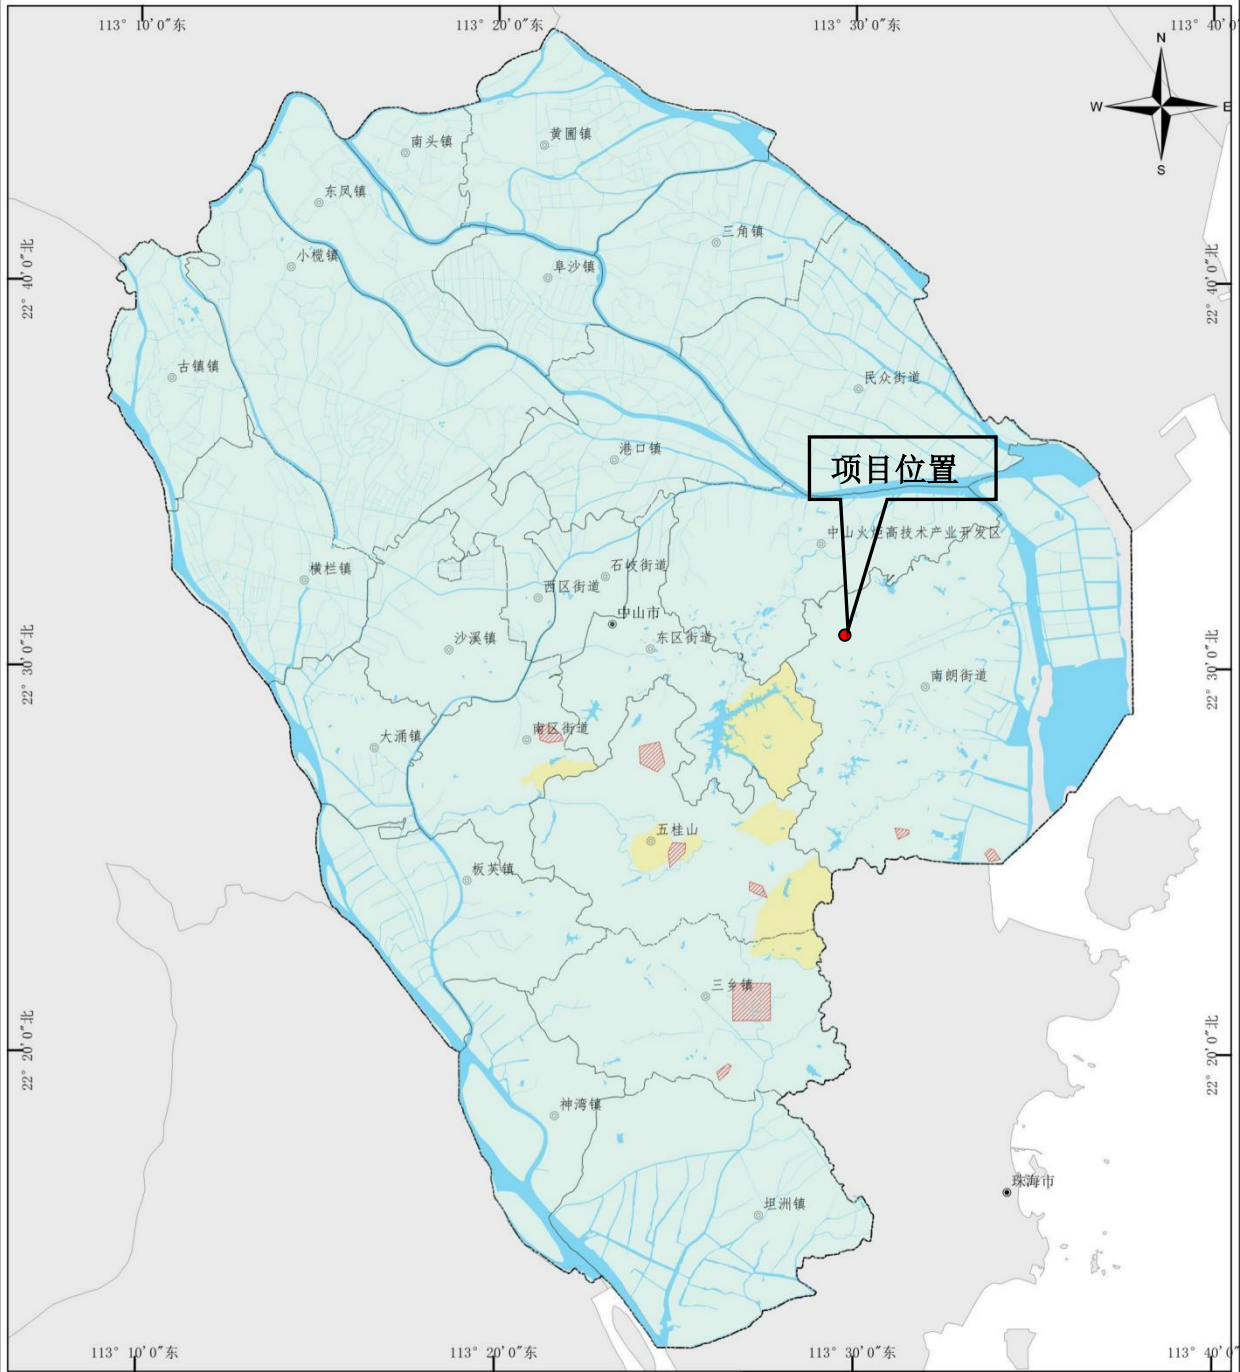 113° 10′0″东
113° 20′0″东
113° 30′0″东
113° 40′0″
N
W
E
S
黄圃镇
南头镇
东凤镇
三角镇
小榄镇
阜沙镇
22° 40′0″北
22° 40′0″北
古镇镇
民众街道
港口镇
项目位置
中山火炬高技术产业开发区
横栏镇
石岐街道
西区街道
中山市
东区街道
沙溪镇
22° 30′0″北
22° 30′0″北
南朗街道
南区街道
大涌镇
五桂山
板芙镇
三乡镇
22° 20′0″北
22° 20′0″北
神湾镇
珠海市
坦洲镇
113° 10′0″东
113° 20′0″东
113° 30′0″东
113° 40′0″